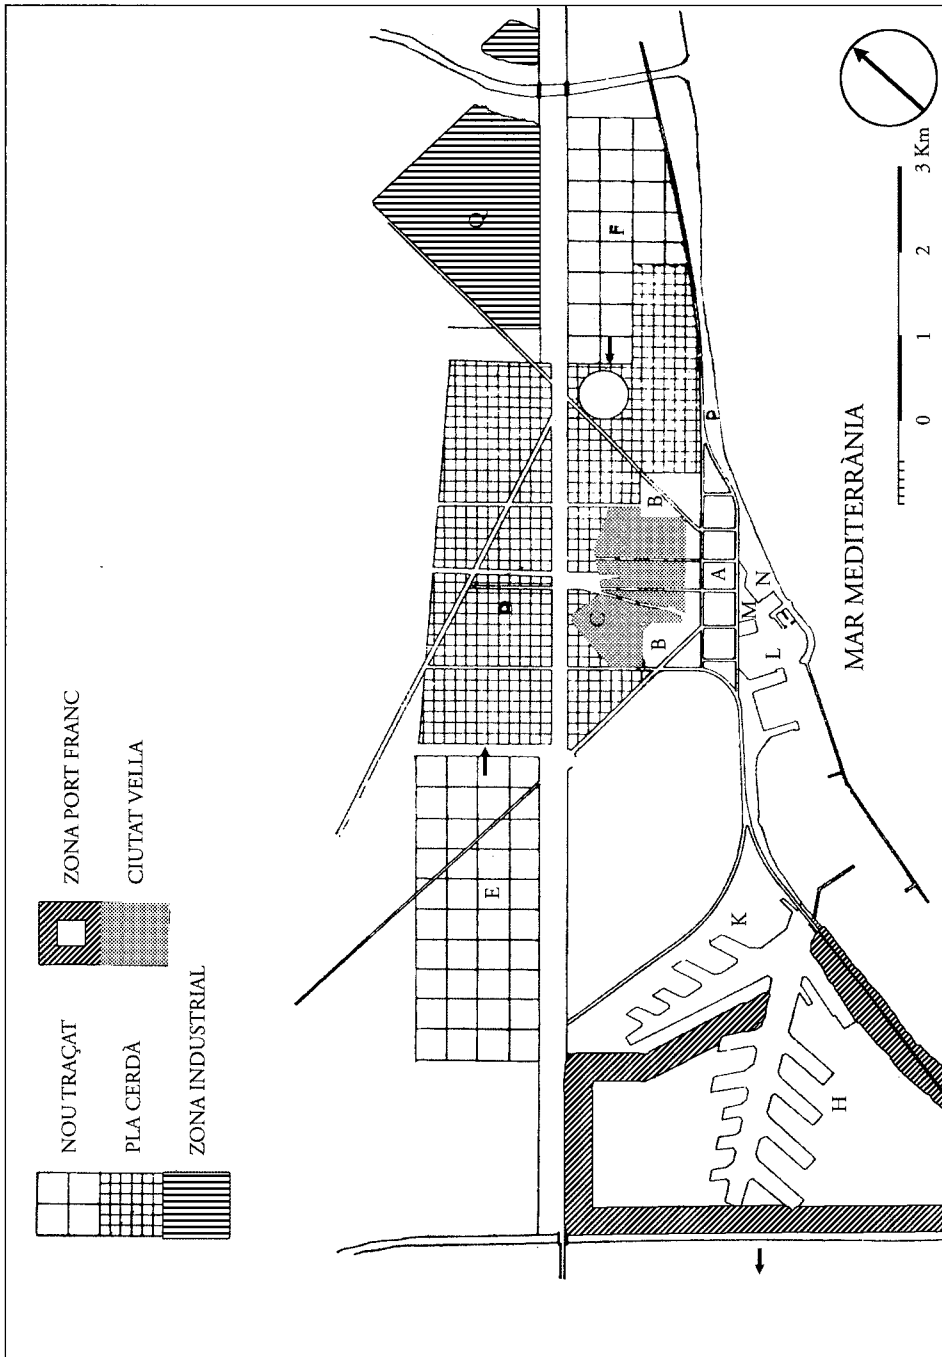 NOU TRAÇAT
PLA CERDÀ
ZONA INDUSTRIAL
ZONA PORT FRANC
CIUTAT VELLA
E
D
Q
F
C
B
B
A
P
K
H
L
M
N
MAR MEDITERRÀNIA
0 1 2 3 Km